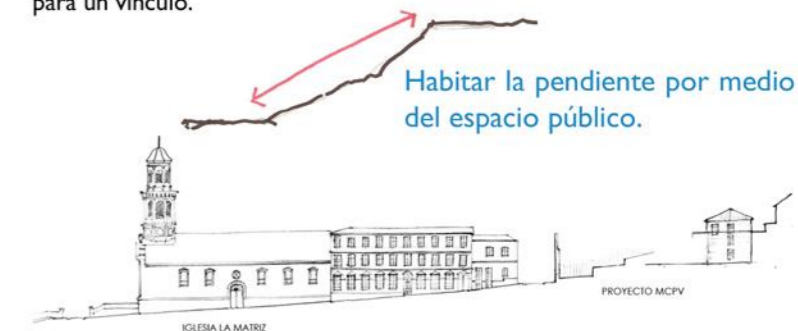 para un vínculo.
Habitar la pendiente por medio
del espacio público.
PROYECTO MCPV
IGLESIA LA MATRIZ